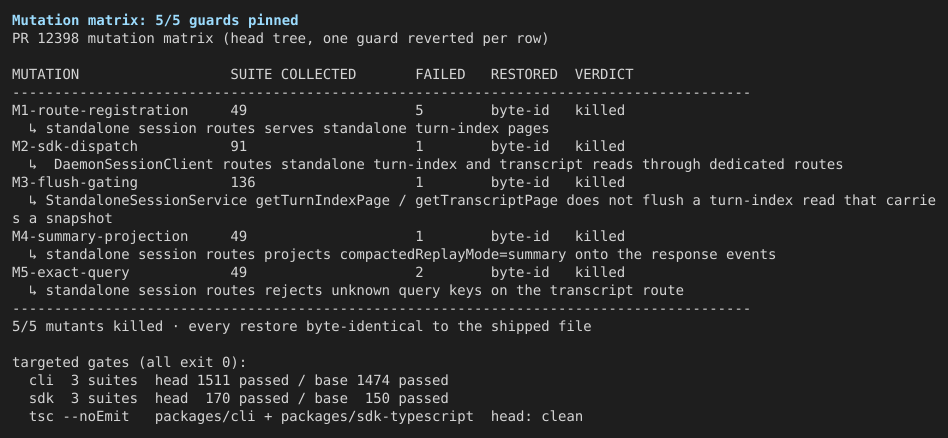 Mutation matrix: 5/5 guards pinned
PR 12398 mutation matrix (head tree, one guard reverted per row)
MUTATION SUITE COLLECTED FAILED RESTORED VERDICT
----------------------------------------------------------------------------------------
M1-route-registration 49 5 byte-id killed
↳ standalone session routes serves standalone turn-index pages
M2-sdk-dispatch 91 1 byte-id killed
↳ DaemonSessionClient routes standalone turn-index and transcript reads through dedicated routes
M3-flush-gating 136 1 byte-id killed
↳ StandaloneSessionService getTurnIndexPage / getTranscriptPage does not flush a turn-index read that carrie
s a snapshot
M4-summary-projection 49 1 byte-id killed
↳ standalone session routes projects compactedReplayMode=summary onto the response events
M5-exact-query 49 2 byte-id killed
↳ standalone session routes rejects unknown query keys on the transcript route
----------------------------------------------------------------------------------------
5/5 mutants killed · every restore byte-identical to the shipped file
targeted gates (all exit 0):
cli 3 suites head 1511 passed / base 1474 passed
sdk 3 suites head 170 passed / base 150 passed
tsc --noEmit packages/cli + packages/sdk-typescript head: clean